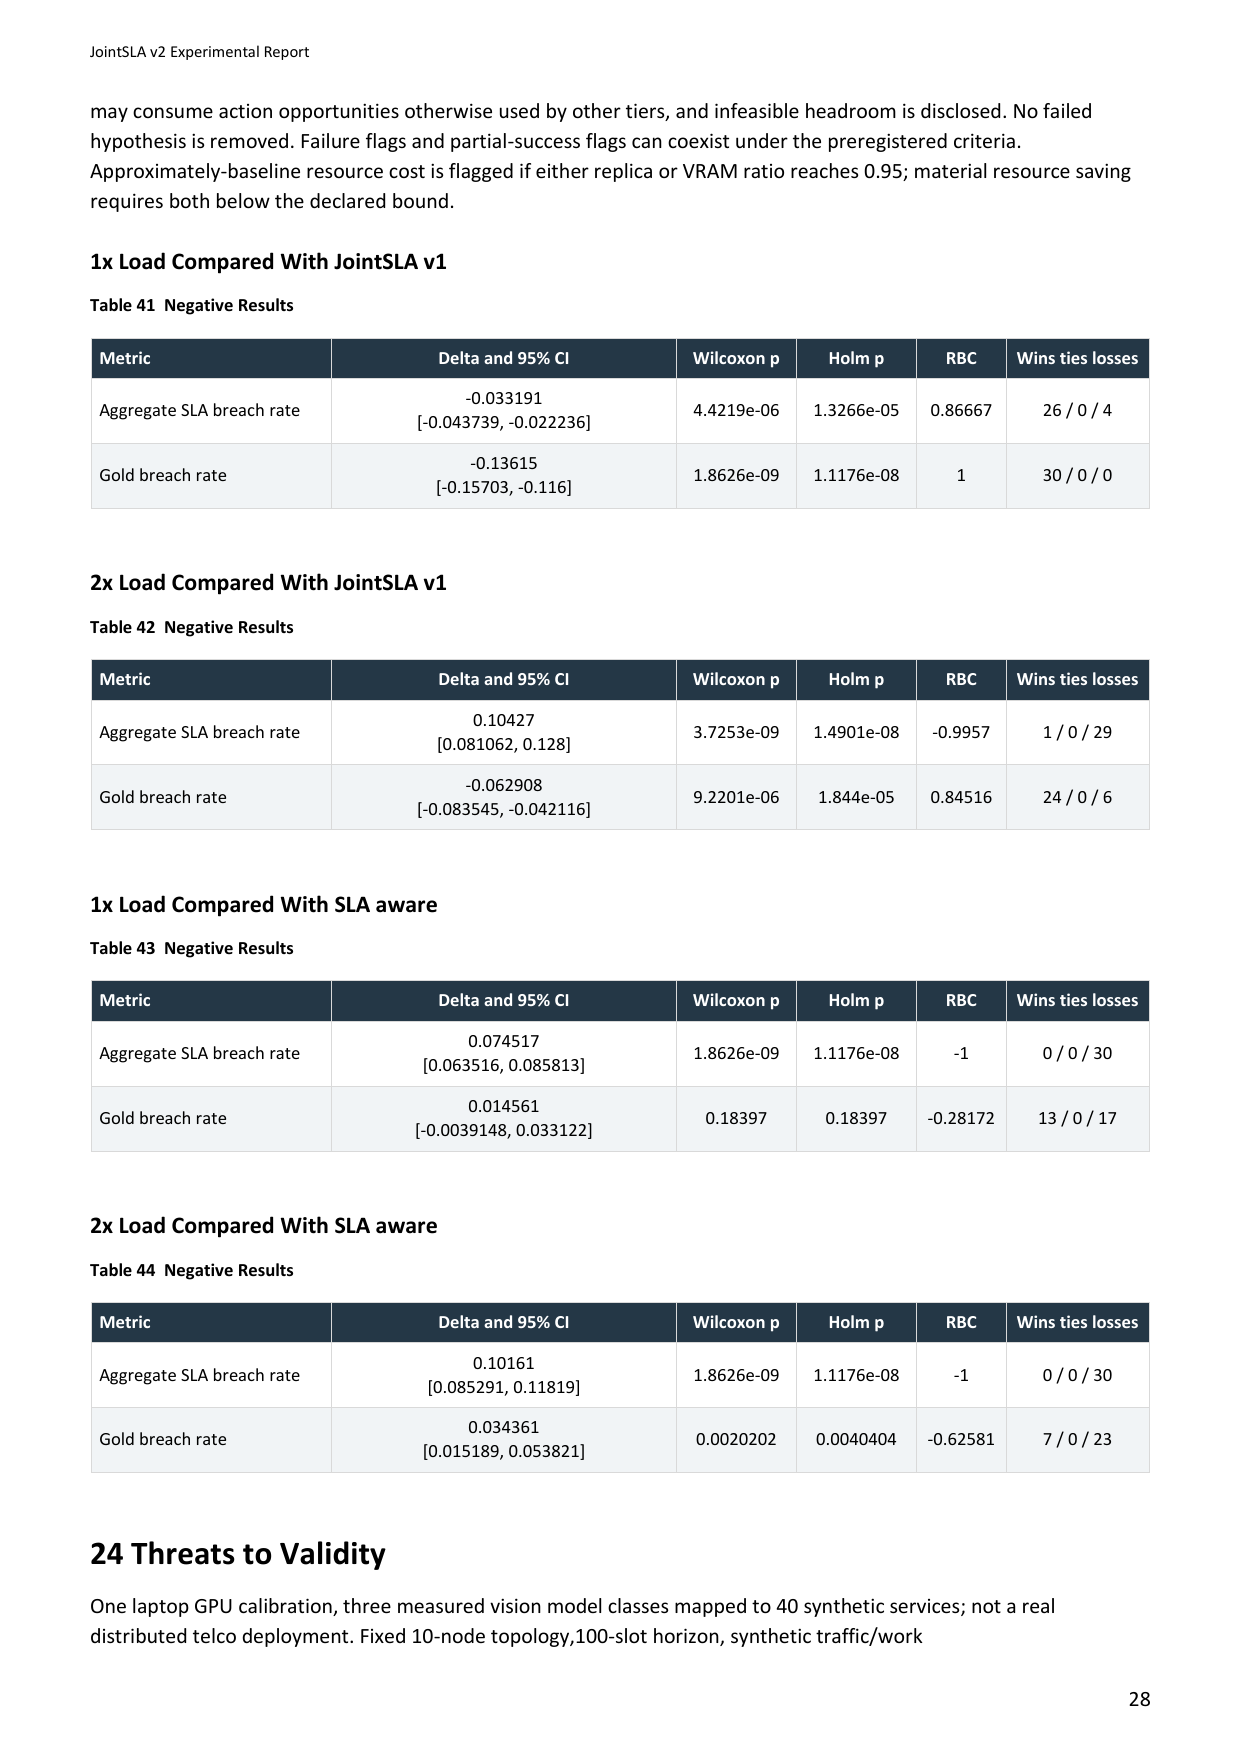 JointSLA v2 Experimental Report
may consume action opportunities otherwise used by other tiers, and infeasible headroom is disclosed. No failed
hypothesis is removed. Failure flags and partial-success flags can coexist under the preregistered criteria.
Approximately-baseline resource cost is flagged if either replica or VRAM ratio reaches 0.95; material resource saving
requires both below the declared bound.
1x Load Compared With JointSLA v1
Table 41 Negative Results
Metric Delta and 95% CI Wilcoxon p Holm p RBC Wins ties losses
Aggregate SLA breach rate -0.033191 [-0.043739, -0.022236] 4.4219e-06 1.3266e-05 0.86667 26 / 0 / 4
Gold breach rate -0.13615 [-0.15703, -0.116] 1.8626e-09 1.1176e-08 1 30 / 0 / 0
2x Load Compared With JointSLA v1
Table 42 Negative Results
Metric Delta and 95% CI Wilcoxon p Holm p RBC Wins ties losses
Aggregate SLA breach rate 0.10427 [0.081062, 0.128] 3.7253e-09 1.4901e-08 -0.9957 1 / 0 / 29
Gold breach rate -0.062908 [-0.083545, -0.042116] 9.2201e-06 1.844e-05 0.84516 24 / 0 / 6
1x Load Compared With SLA aware
Table 43 Negative Results
Metric Delta and 95% CI Wilcoxon p Holm p RBC Wins ties losses
Aggregate SLA breach rate 0.074517 [0.063516, 0.085813] 1.8626e-09 1.1176e-08 -1 0 / 0 / 30
Gold breach rate 0.014561 [-0.0039148, 0.033122] 0.18397 0.18397 -0.28172 13 / 0 / 17
2x Load Compared With SLA aware
Table 44 Negative Results
Metric Delta and 95% CI Wilcoxon p Holm p RBC Wins ties losses
Aggregate SLA breach rate 0.10161 [0.085291, 0.11819] 1.8626e-09 1.1176e-08 -1 0 / 0 / 30
Gold breach rate 0.034361 [0.015189, 0.053821] 0.0020202 0.0040404 -0.62581 7 / 0 / 23
24 Threats to Validity
One laptop GPU calibration, three measured vision model classes mapped to 40 synthetic services; not a real
distributed telco deployment. Fixed 10-node topology,100-slot horizon, synthetic traffic/work
28